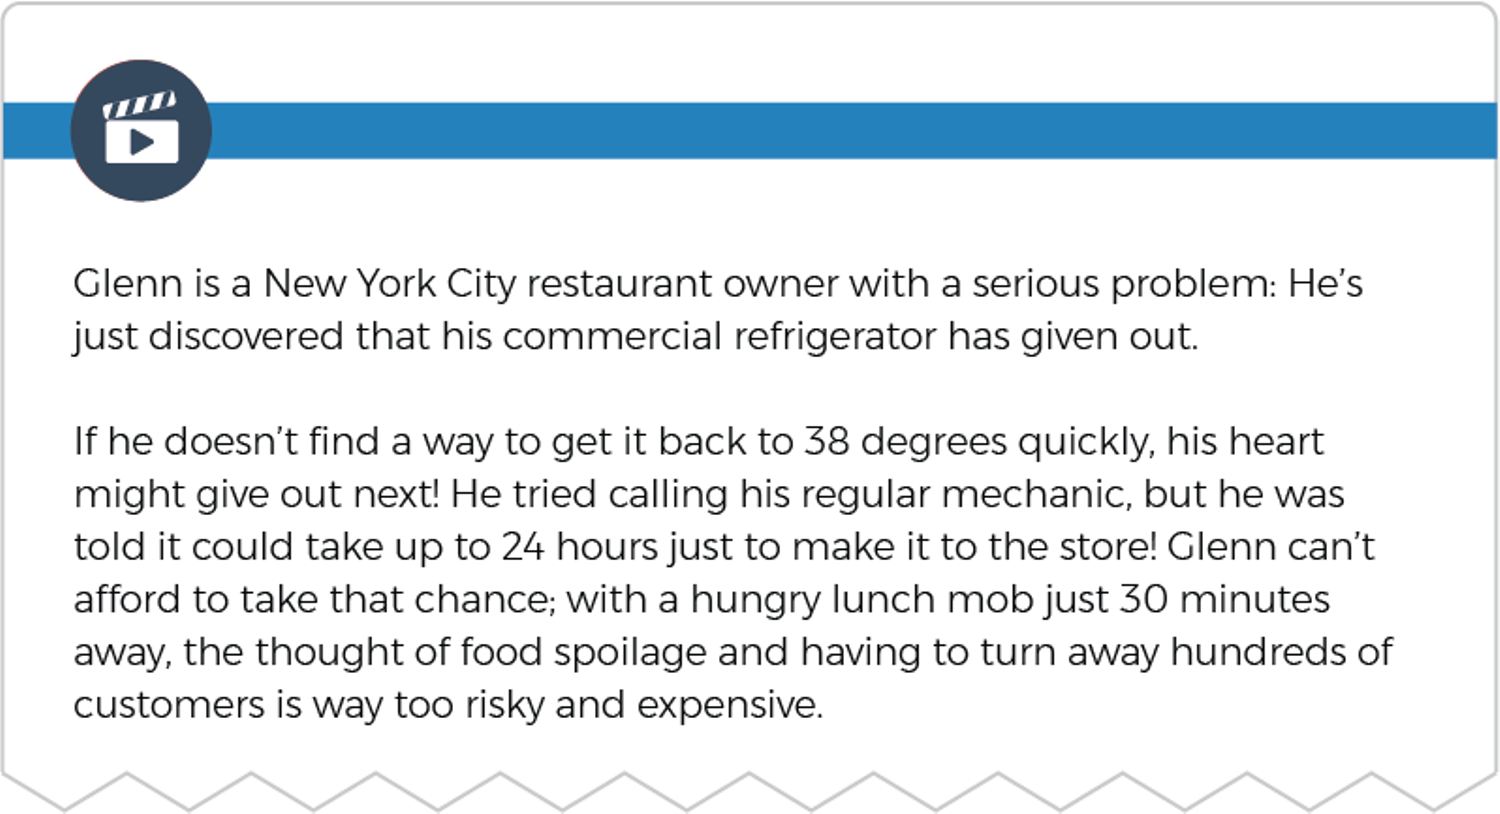 Glenn is a New York City restaurant owner with a serious problem: He’s
just discovered that his commercial refrigerator has given out.
If he doesn’t find a way to get it back to 38 degrees quickly, his heart
might give out next! He tried calling his regular mechanic, but he was
told it could take up to 24 hours just to make it to the store! Glenn can’t
afford to take that chance; with a hungry lunch mob just 30 minutes
away, the thought of food spoilage and having to turn away hundreds of
customers is way too risky and expensive.